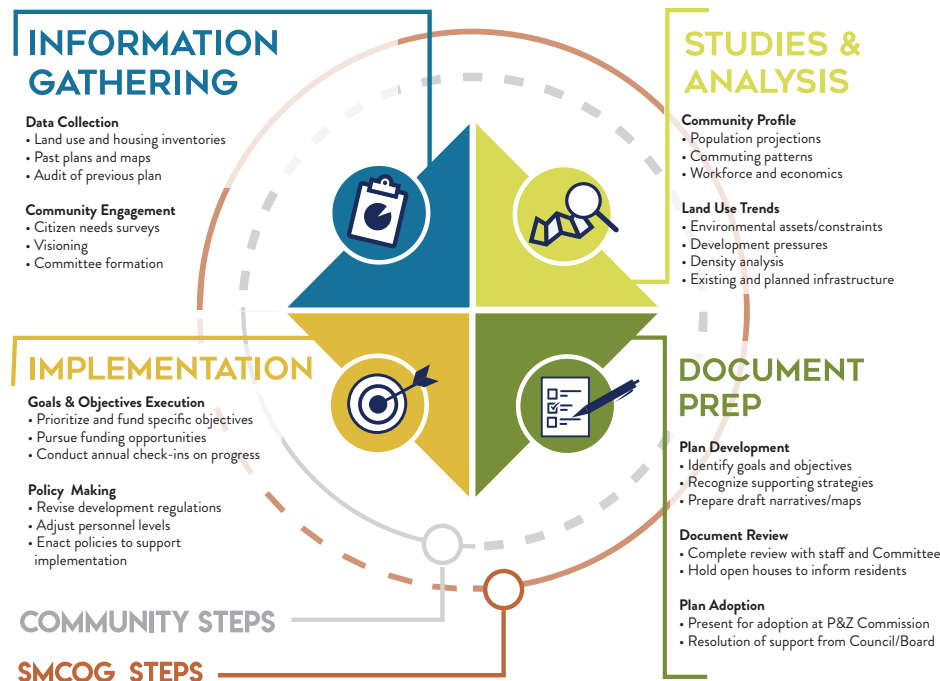 INFORMATION
GATHERING
Data Collection
• Land use and housing inventories
• Past plans and maps
• Audit of previous plan
Community Engagement
• Citizen needs surveys
• Visioning
• Committee formation
STUDIES &
ANALYSIS
Community Profile
• Population projections
• Commuting patterns
• Workforce and economics
Land Use Trends
• Environmental assets/constraints
• Development pressures
• Density analysis
• Existing and planned infrastructure
IMPLEMENTATION
Goals & Objectives Execution
• Prioritize and fund specific objectives
• Pursue funding opportunities
• Conduct annual check-ins on progress
Policy Making
• Revise development regulations
• Adjust personnel levels
• Enact policies to support
implementation
DOCUMENT
PREP
Plan Development
• Identify goals and objectives
• Recognize supporting strategies
• Prepare draft narratives/maps
Document Review
• Complete review with staff and Committee
• Hold open houses to inform residents
Plan Adoption
• Present for adoption at P&Z Commission
• Resolution of support from Council/Board
COMMUNITY STEPS
SMCOG STEPS